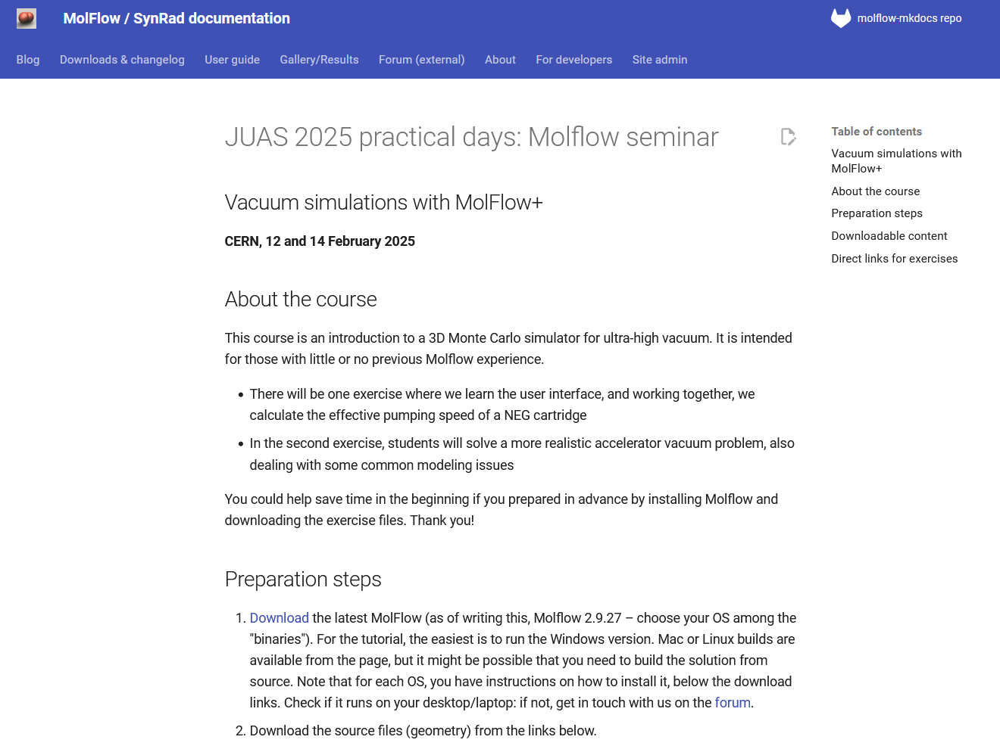 MolFlow / SynRad documentation
molflow-mkdocs repo
Blog Downloads & changelog User guide Gallery/Results Forum (external) About For developers Site admin
JUAS 2025 practical days: Molflow seminar
Vacuum simulations with MolFlow+
CERN, 12 and 14 February 2025
About the course
This course is an introduction to a 3D Monte Carlo simulator for ultra-high vacuum. It is intended
for those with little or no previous Molflow experience.
• There will be one exercise where we learn the user interface, and working together, we
calculate the effective pumping speed of a NEG cartridge
• In the second exercise, students will solve a more realistic accelerator vacuum problem, also
dealing with some common modeling issues
You could help save time in the beginning if you prepared in advance by installing Molflow and
downloading the exercise files. Thank you!
Preparation steps
1. Download the latest MolFlow (as of writing this, Molflow 2.9.27 – choose your OS among the
"binaries"). For the tutorial, the easiest is to run the Windows version. Mac or Linux builds are
available from the page, but it might be possible that you need to build the solution from
source. Note that for each OS, you have instructions on how to install it, below the download
links. Check if it runs on your desktop/laptop: if not, get in touch with us on the forum.
2. Download the source files (geometry) from the links below.
Table of contents
Vacuum simulations with
MolFlow+
About the course
Preparation steps
Downloadable content
Direct links for exercises